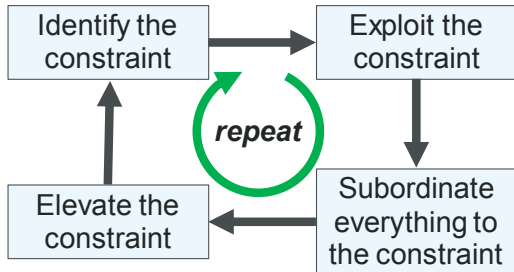 Identify the
constraint
Exploit the
constraint
repeat
Elevate the
constraint
Subordinate
everything to
the constraint